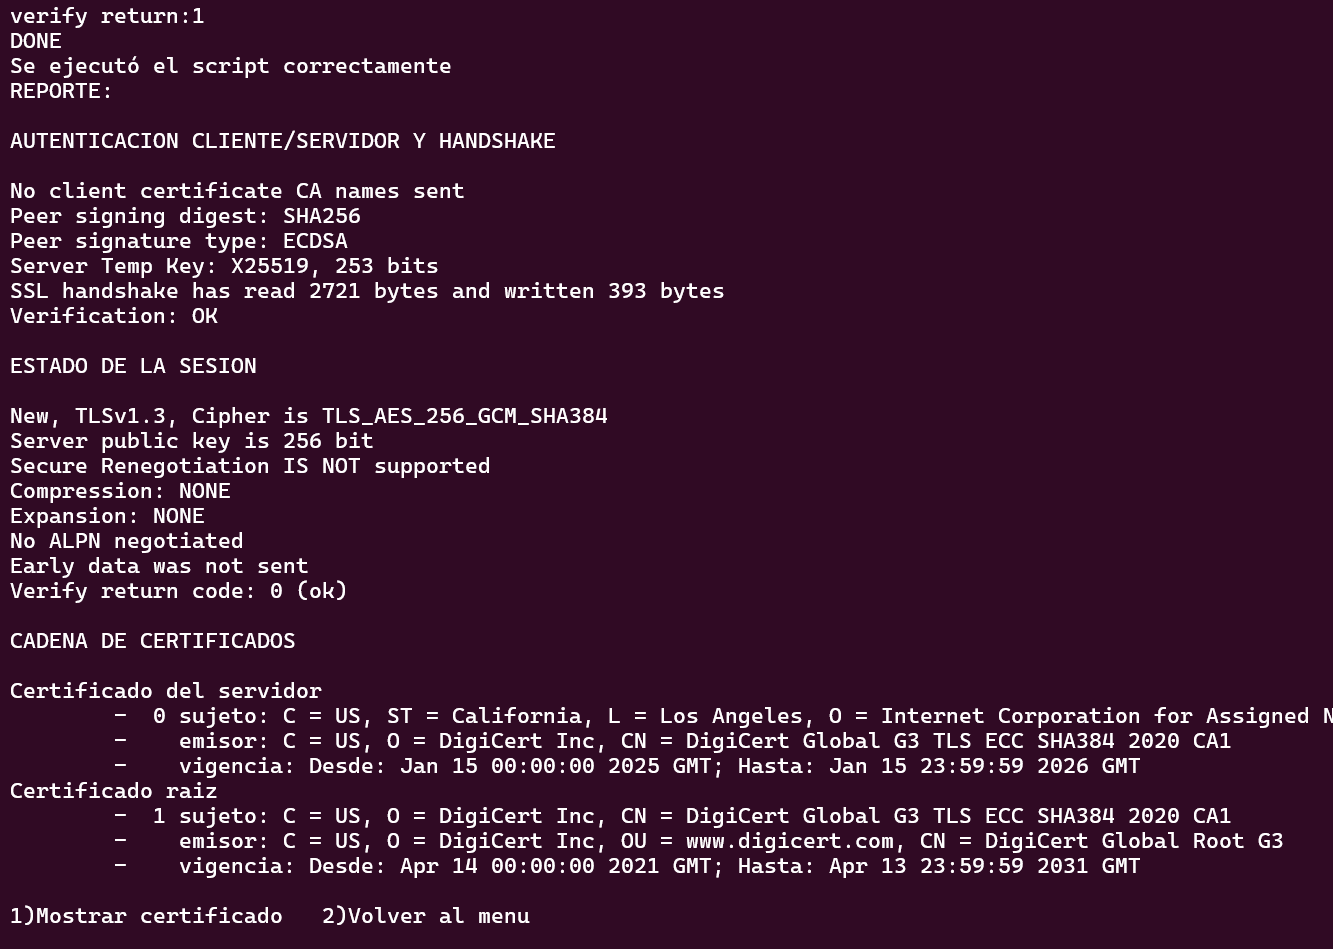 verify return:1
DONE
Se ejecutó el script correctamente
REPORTE:
AUTENTICACION CLIENTE/SERVIDOR Y HANDSHAKE
No client certificate CA names sent
Peer signing digest: SHA256
Peer signature type: ECDSA
Server Temp Key: X25519, 253 bits
SSL handshake has read 2721 bytes and written 393 bytes
Verification: OK
ESTADO DE LA SESION
New, TLSv1.3, Cipher is TLS_AES_256_GCM_SHA384
Server public key is 256 bit
Secure Renegotiation IS NOT supported
Compression: NONE
Expansion: NONE
No ALPN negotiated
Early data was not sent
Verify return code: 0 (ok)
CADENA DE CERTIFICADOS
Certificado del servidor
- 0 sujeto: C = US, ST = California, L = Los Angeles, O = Internet Corporation for Assigned N
- emisor: C = US, O = DigiCert Inc, CN = DigiCert Global G3 TLS ECC SHA384 2020 CA1
- vigencia: Desde: Jan 15 00:00:00 2025 GMT; Hasta: Jan 15 23:59:59 2026 GMT
Certificado raiz
- 1 sujeto: C = US, O = DigiCert Inc, CN = DigiCert Global G3 TLS ECC SHA384 2020 CA1
- emisor: C = US, O = DigiCert Inc, OU = www.digicert.com, CN = DigiCert Global Root G3
- vigencia: Desde: Apr 14 00:00:00 2021 GMT; Hasta: Apr 13 23:59:59 2031 GMT
1)Mostrar certificado 2)Volver al menu